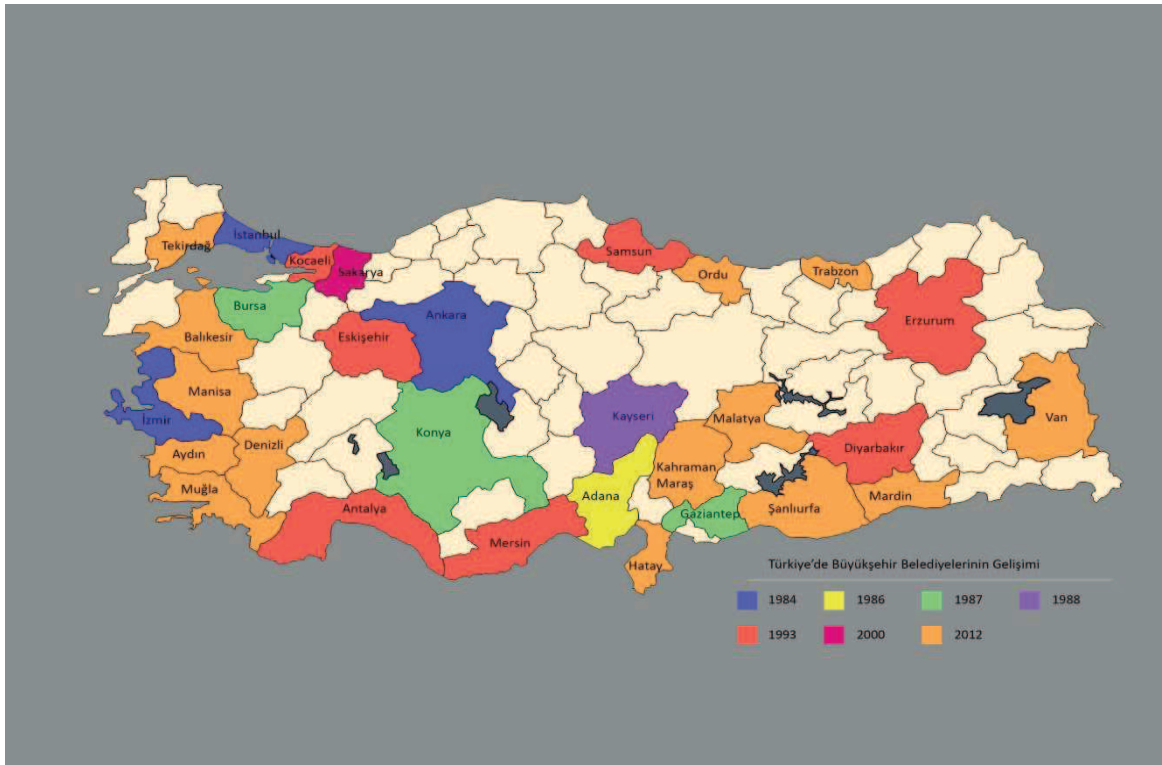 İstanbul
Tekirdağ
Kocaeli
Sakarya
Samsun
Ordu
Trabzon
Bursa
Ankara
Erzurum
Balıkesir
Eskişehir
Manisa
Kayseri
Malatya
Van
İzmir
Konya
Denizli
Diyarbakır
Aydın
Kahraman
Maraş
Muğla
Adana
Mardin
Antalya
Gaziantep
Şanlıurfa
Mersin
Hatay
Türkiye'de Büyükşehir Belediyelerinin Gelişimi
1984 1986 1987 1988
1993 2000 2012